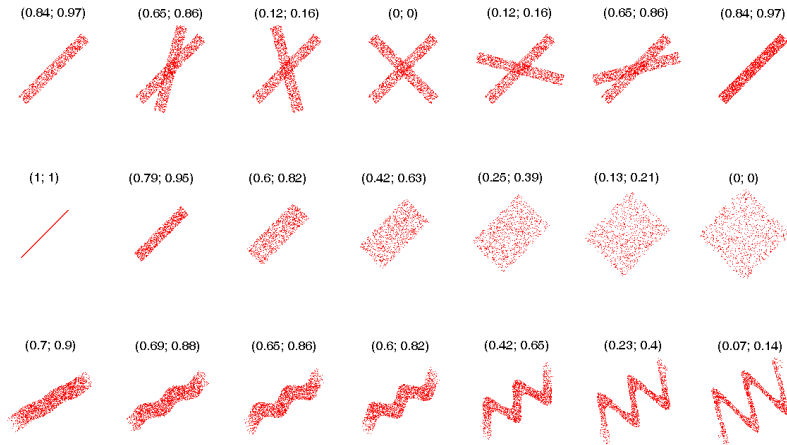 (0.84; 0.97) (0.65; 0.86) (0.12; 0.16) (0; 0) (0.12; 0.16) (0.65; 0.86) (0.84; 0.97)
(1; 1) (0.79; 0.95) (0.6; 0.82) (0.42; 0.63) (0.25; 0.39) (0.13; 0.21) (0; 0)
(0.7; 0.9) (0.69; 0.88) (0.65; 0.86) (0.6; 0.82) (0.42; 0.65) (0.23; 0.4) (0.07; 0.14)